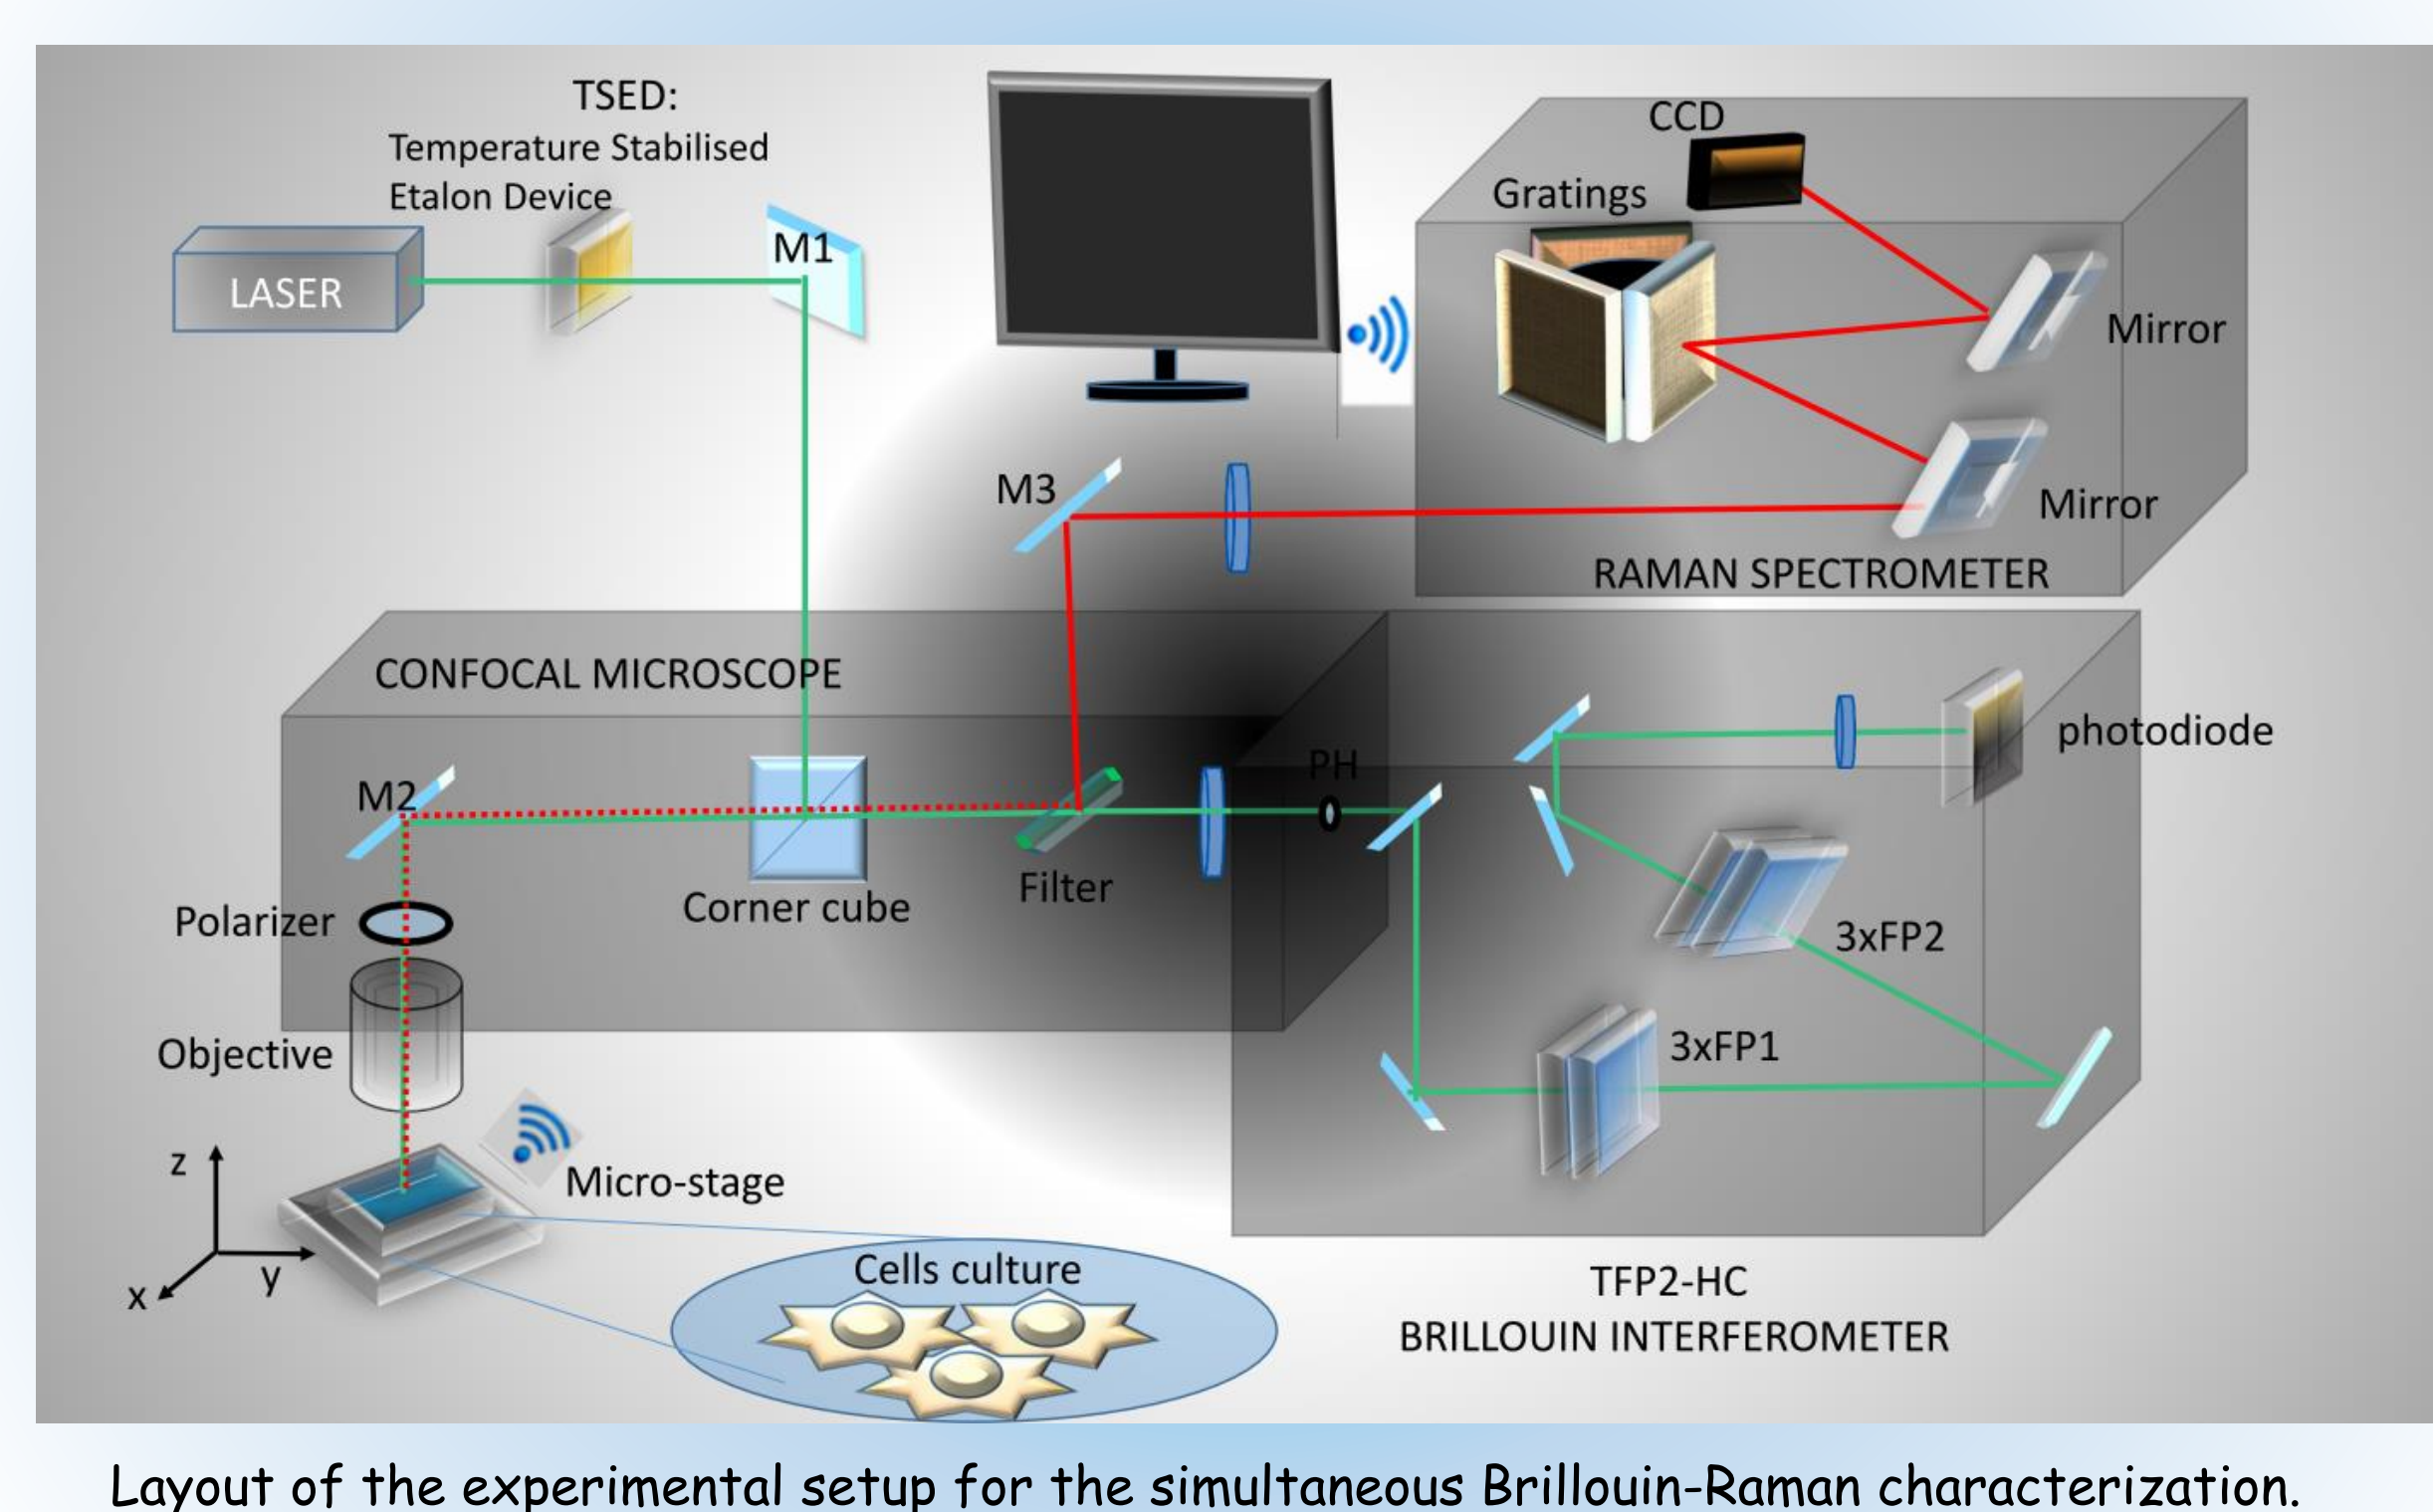 TSED:
Temperature Stabilised
Etalon Device
LASER
M1
CCD
Gratings
Mirror
M3
Mirror
RAMAN SPECTROMETER
CONFOCAL MICROSCOPE
M2
PH
photodiode
Filter
Corner cube
Polarizer
3xFP2
Objective
3xFP1
Micro-stage
z
y
x
Cells culture
TFP2-HC
BRILLOUIN INTERFEROMETER
Layout of the experimental setup for the simultaneous Brillouin-Raman characterization.